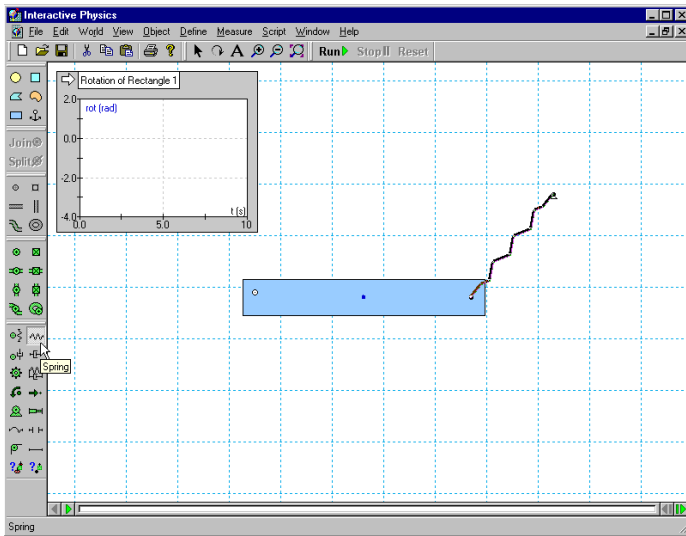 Interactive Physics
File Edit World View Object Define Measure Script Window Help
A Run Stop Reset
Rotation of Rectangle 1
2.0
rot (rad)
0.0
-2.0
-4.0
t (s)
0.0 5.0 10
Join
Split
Spring
Spring